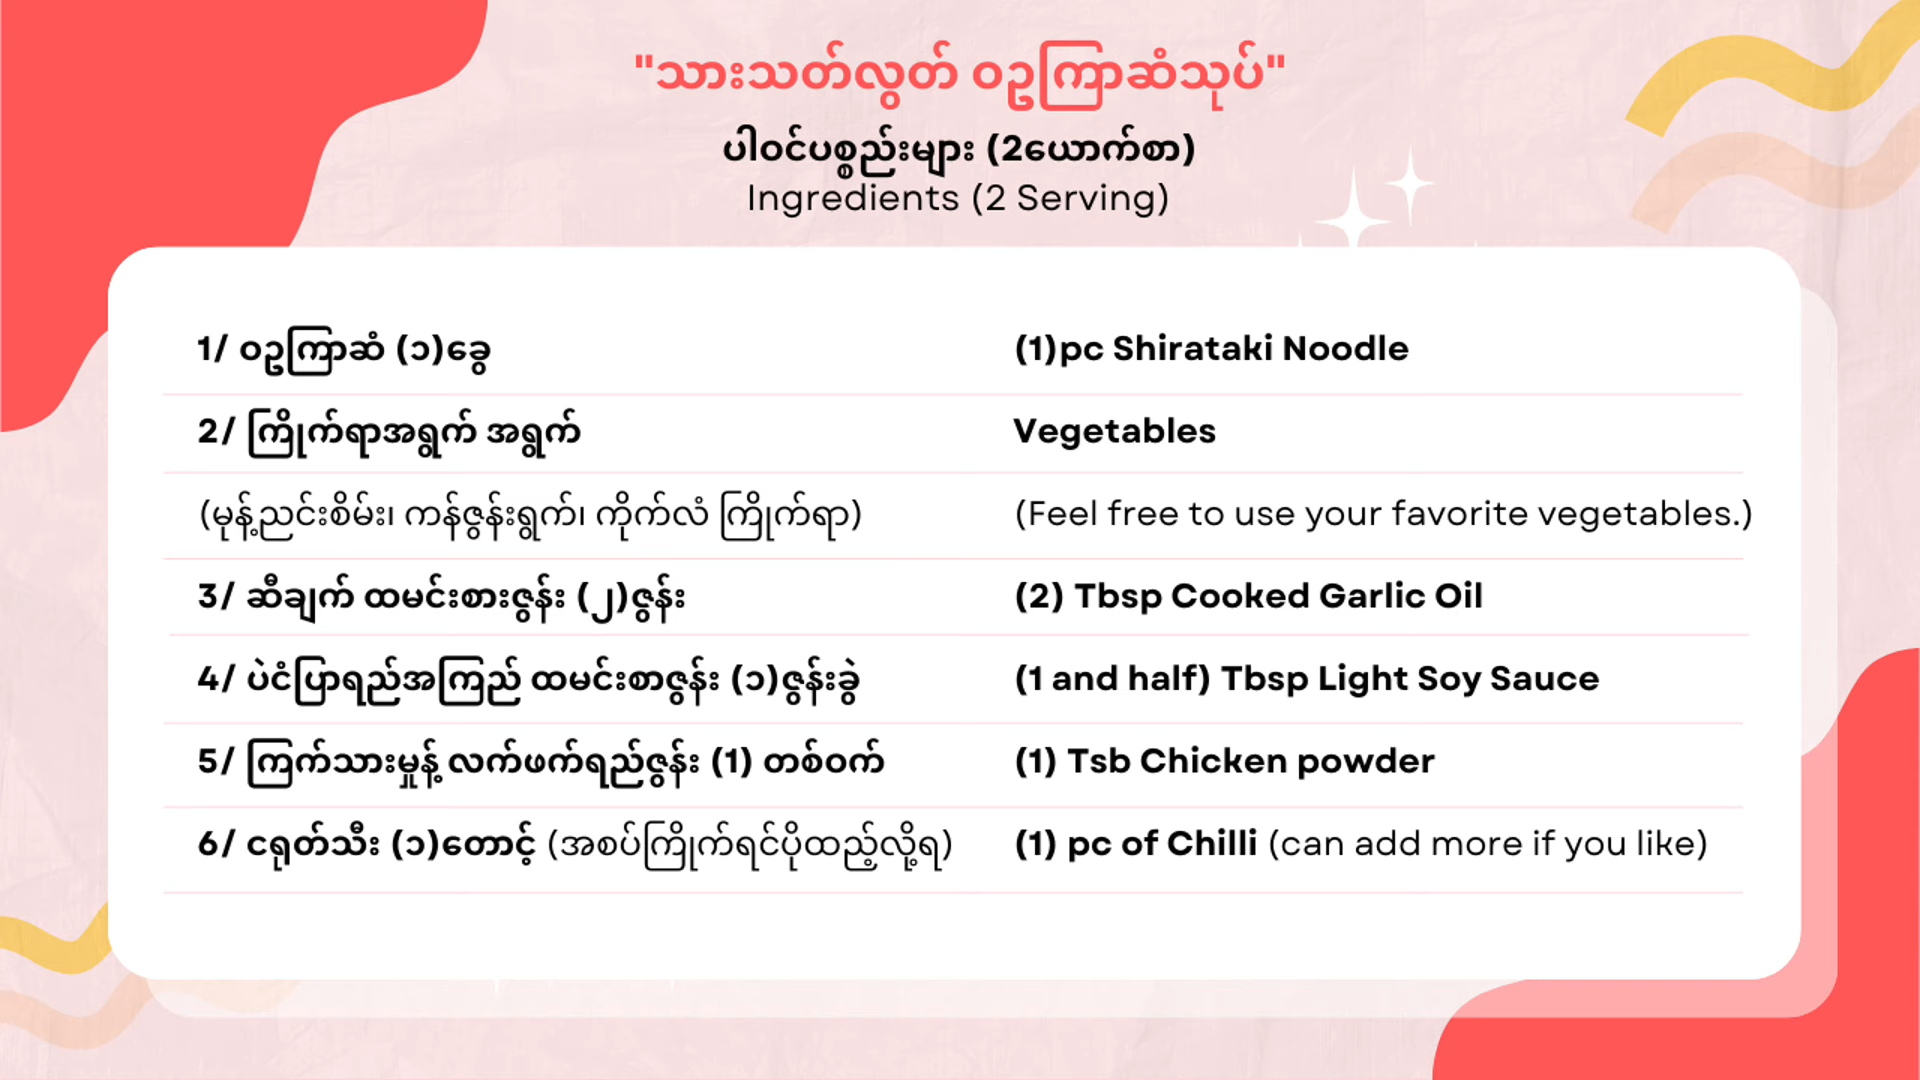 "သားသတ်လွတ် ဝဥကြာဆံသုပ်"
ပါဝင်ပစ္စည်းများ (2ယောက်စာ)
Ingredients (2 Serving)
1/ ဝဥကြာဆံ (၁)ခွေ
(1)pc Shirataki Noodle
2/ ကြိုက်ရာအရွက် အရွက်
Vegetables
(မုန့်ညင်းစိမ်း၊ ကန်ဇွန်းရွက်၊ ကိုက်လံ ကြိုက်ရာ)
(Feel free to use your favorite vegetables.)
3/ ဆီချက် ထမင်းစားဇွန်း (၂)ဇွန်း
(2) Tbsp Cooked Garlic Oil
4/ ပဲငံပြာရည်အကြည် ထမင်းစာဇွန်း (၁)ဇွန်းခွဲ
(1 and half) Tbsp Light Soy Sauce
5/ ကြက်သားမှုန့် လက်ဖက်ရည်ဇွန်း (1) တစ်ဝက်
(1) Tsb Chicken powder
6/ ငရုတ်သီး (၁)တောင့် (အစပ်ကြိုက်ရင်ပိုထည့်လို့ရ)
(1) pc of Chilli (can add more if you like)